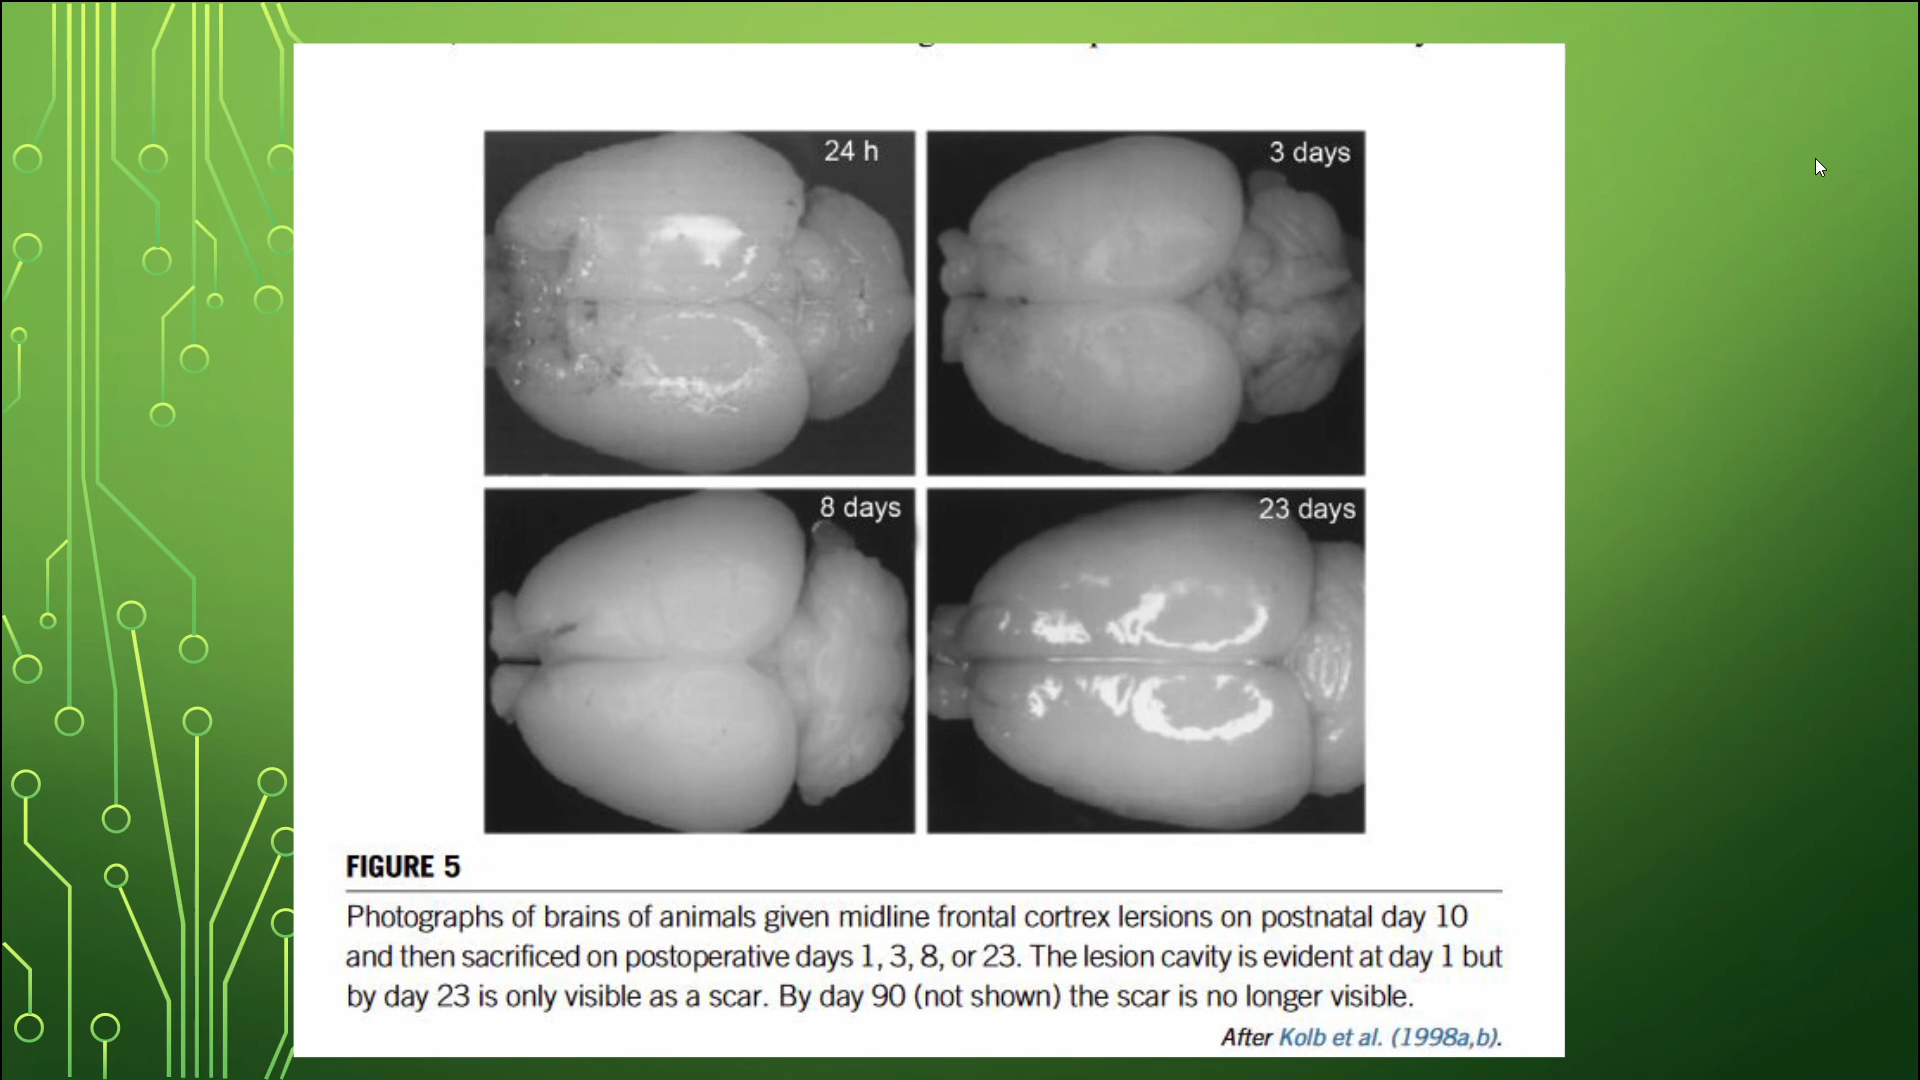 24 h
3 days
8 days
23 days
FIGURE 5
Photographs of brains of animals given midline frontal cortrex lersions on postnatal day 10
and then sacrificed on postoperative days 1, 3, 8, or 23. The lesion cavity is evident at day 1 but
by day 23 is only visible as a scar. By day 90 (not shown) the scar is no longer visible.
After Kolb et al. (1998a,b).